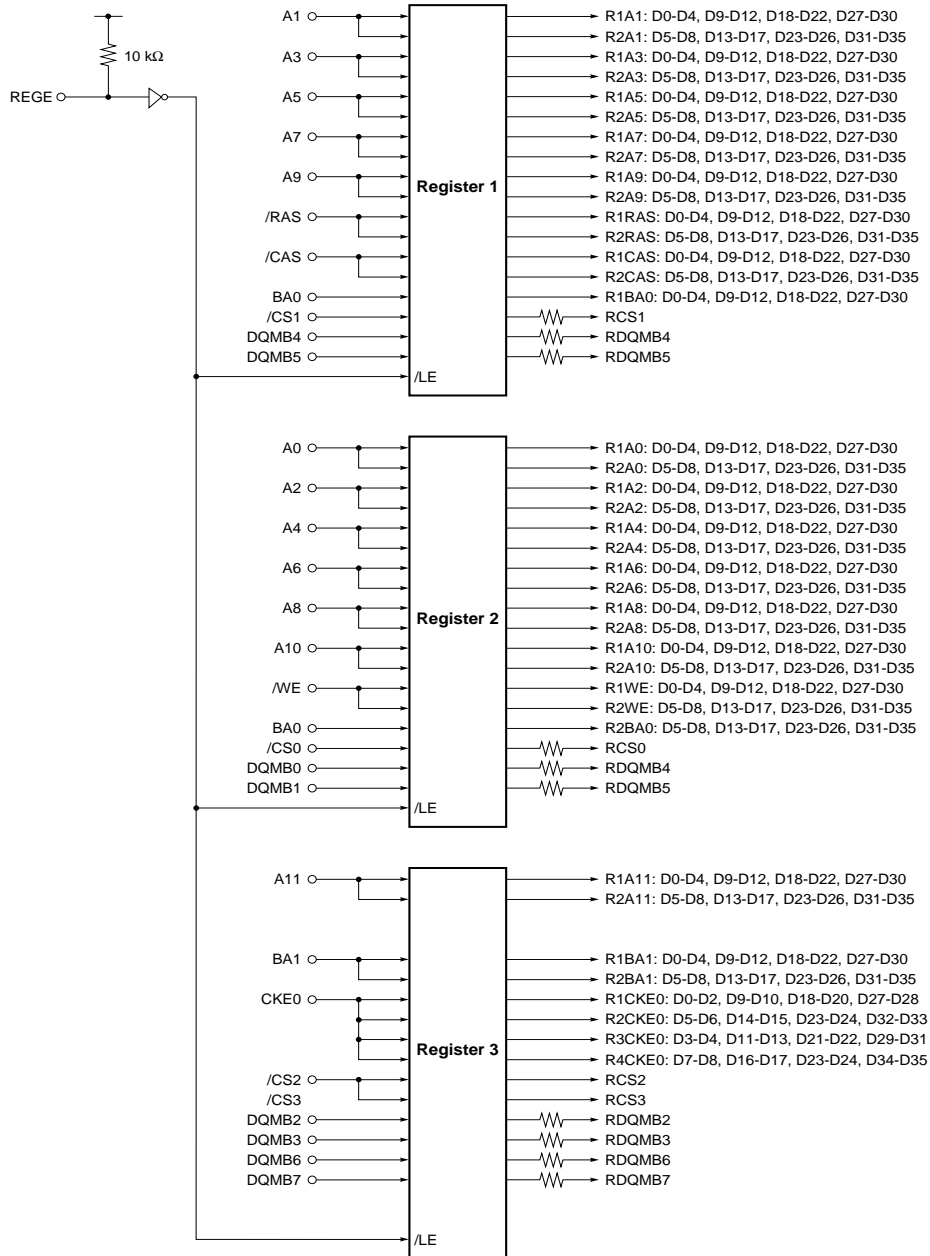 10 kΩ
REGE
A1
R1A1: D0-D4, D9-D12, D18-D22, D27-D30
R2A1: D5-D8, D13-D17, D23-D26, D31-D35
A3
R1A3: D0-D4, D9-D12, D18-D22, D27-D30
R2A3: D5-D8, D13-D17, D23-D26, D31-D35
A5
R1A5: D0-D4, D9-D12, D18-D22, D27-D30
R2A5: D5-D8, D13-D17, D23-D26, D31-D35
A7
R1A7: D0-D4, D9-D12, D18-D22, D27-D30
R2A7: D5-D8, D13-D17, D23-D26, D31-D35
A9
Register 1
R1A9: D0-D4, D9-D12, D18-D22, D27-D30
R2A9: D5-D8, D13-D17, D23-D26, D31-D35
/RAS
R1RAS: D0-D4, D9-D12, D18-D22, D27-D30
R2RAS: D5-D8, D13-D17, D23-D26, D31-D35
/CAS
R1CAS: D0-D4, D9-D12, D18-D22, D27-D30
R2CAS: D5-D8, D13-D17, D23-D26, D31-D35
BA0
R1BA0: D0-D4, D9-D12, D18-D22, D27-D30
/CS1
RCS1
DQMB4
RDQMB4
DQMB5
RDQMB5
/LE
A0
R1A0: D0-D4, D9-D12, D18-D22, D27-D30
R2A0: D5-D8, D13-D17, D23-D26, D31-D35
A2
R1A2: D0-D4, D9-D12, D18-D22, D27-D30
R2A2: D5-D8, D13-D17, D23-D26, D31-D35
A4
R1A4: D0-D4, D9-D12, D18-D22, D27-D30
R2A4: D5-D8, D13-D17, D23-D26, D31-D35
A6
R1A6: D0-D4, D9-D12, D18-D22, D27-D30
R2A6: D5-D8, D13-D17, D23-D26, D31-D35
A8
Register 2
R1A8: D0-D4, D9-D12, D18-D22, D27-D30
R2A8: D5-D8, D13-D17, D23-D26, D31-D35
A10
R1A10: D0-D4, D9-D12, D18-D22, D27-D30
R2A10: D5-D8, D13-D17, D23-D26, D31-D35
/WE
R1WE: D0-D4, D9-D12, D18-D22, D27-D30
R2WE: D5-D8, D13-D17, D23-D26, D31-D35
BA0
R2BA0: D5-D8, D13-D17, D23-D26, D31-D35
/CS0
RCS0
DQMB0
RDQMB4
DQMB1
RDQMB5
/LE
A11
R1A11: D0-D4, D9-D12, D18-D22, D27-D30
R2A11: D5-D8, D13-D17, D23-D26, D31-D35
BA1
R1BA1: D0-D4, D9-D12, D18-D22, D27-D30
R2BA1: D5-D8, D13-D17, D23-D26, D31-D35
CKE0
R1CKE0: D0-D2, D9-D10, D18-D20, D27-D28
R2CKE0: D5-D6, D14-D15, D23-D24, D32-D33
Register 3
R3CKE0: D3-D4, D11-D13, D21-D22, D29-D31
R4CKE0: D7-D8, D16-D17, D23-D24, D34-D35
/CS2
RCS2
/CS3
RCS3
DQMB2
RDQMB2
DQMB3
RDQMB3
DQMB6
RDQMB6
DQMB7
RDQMB7
/LE